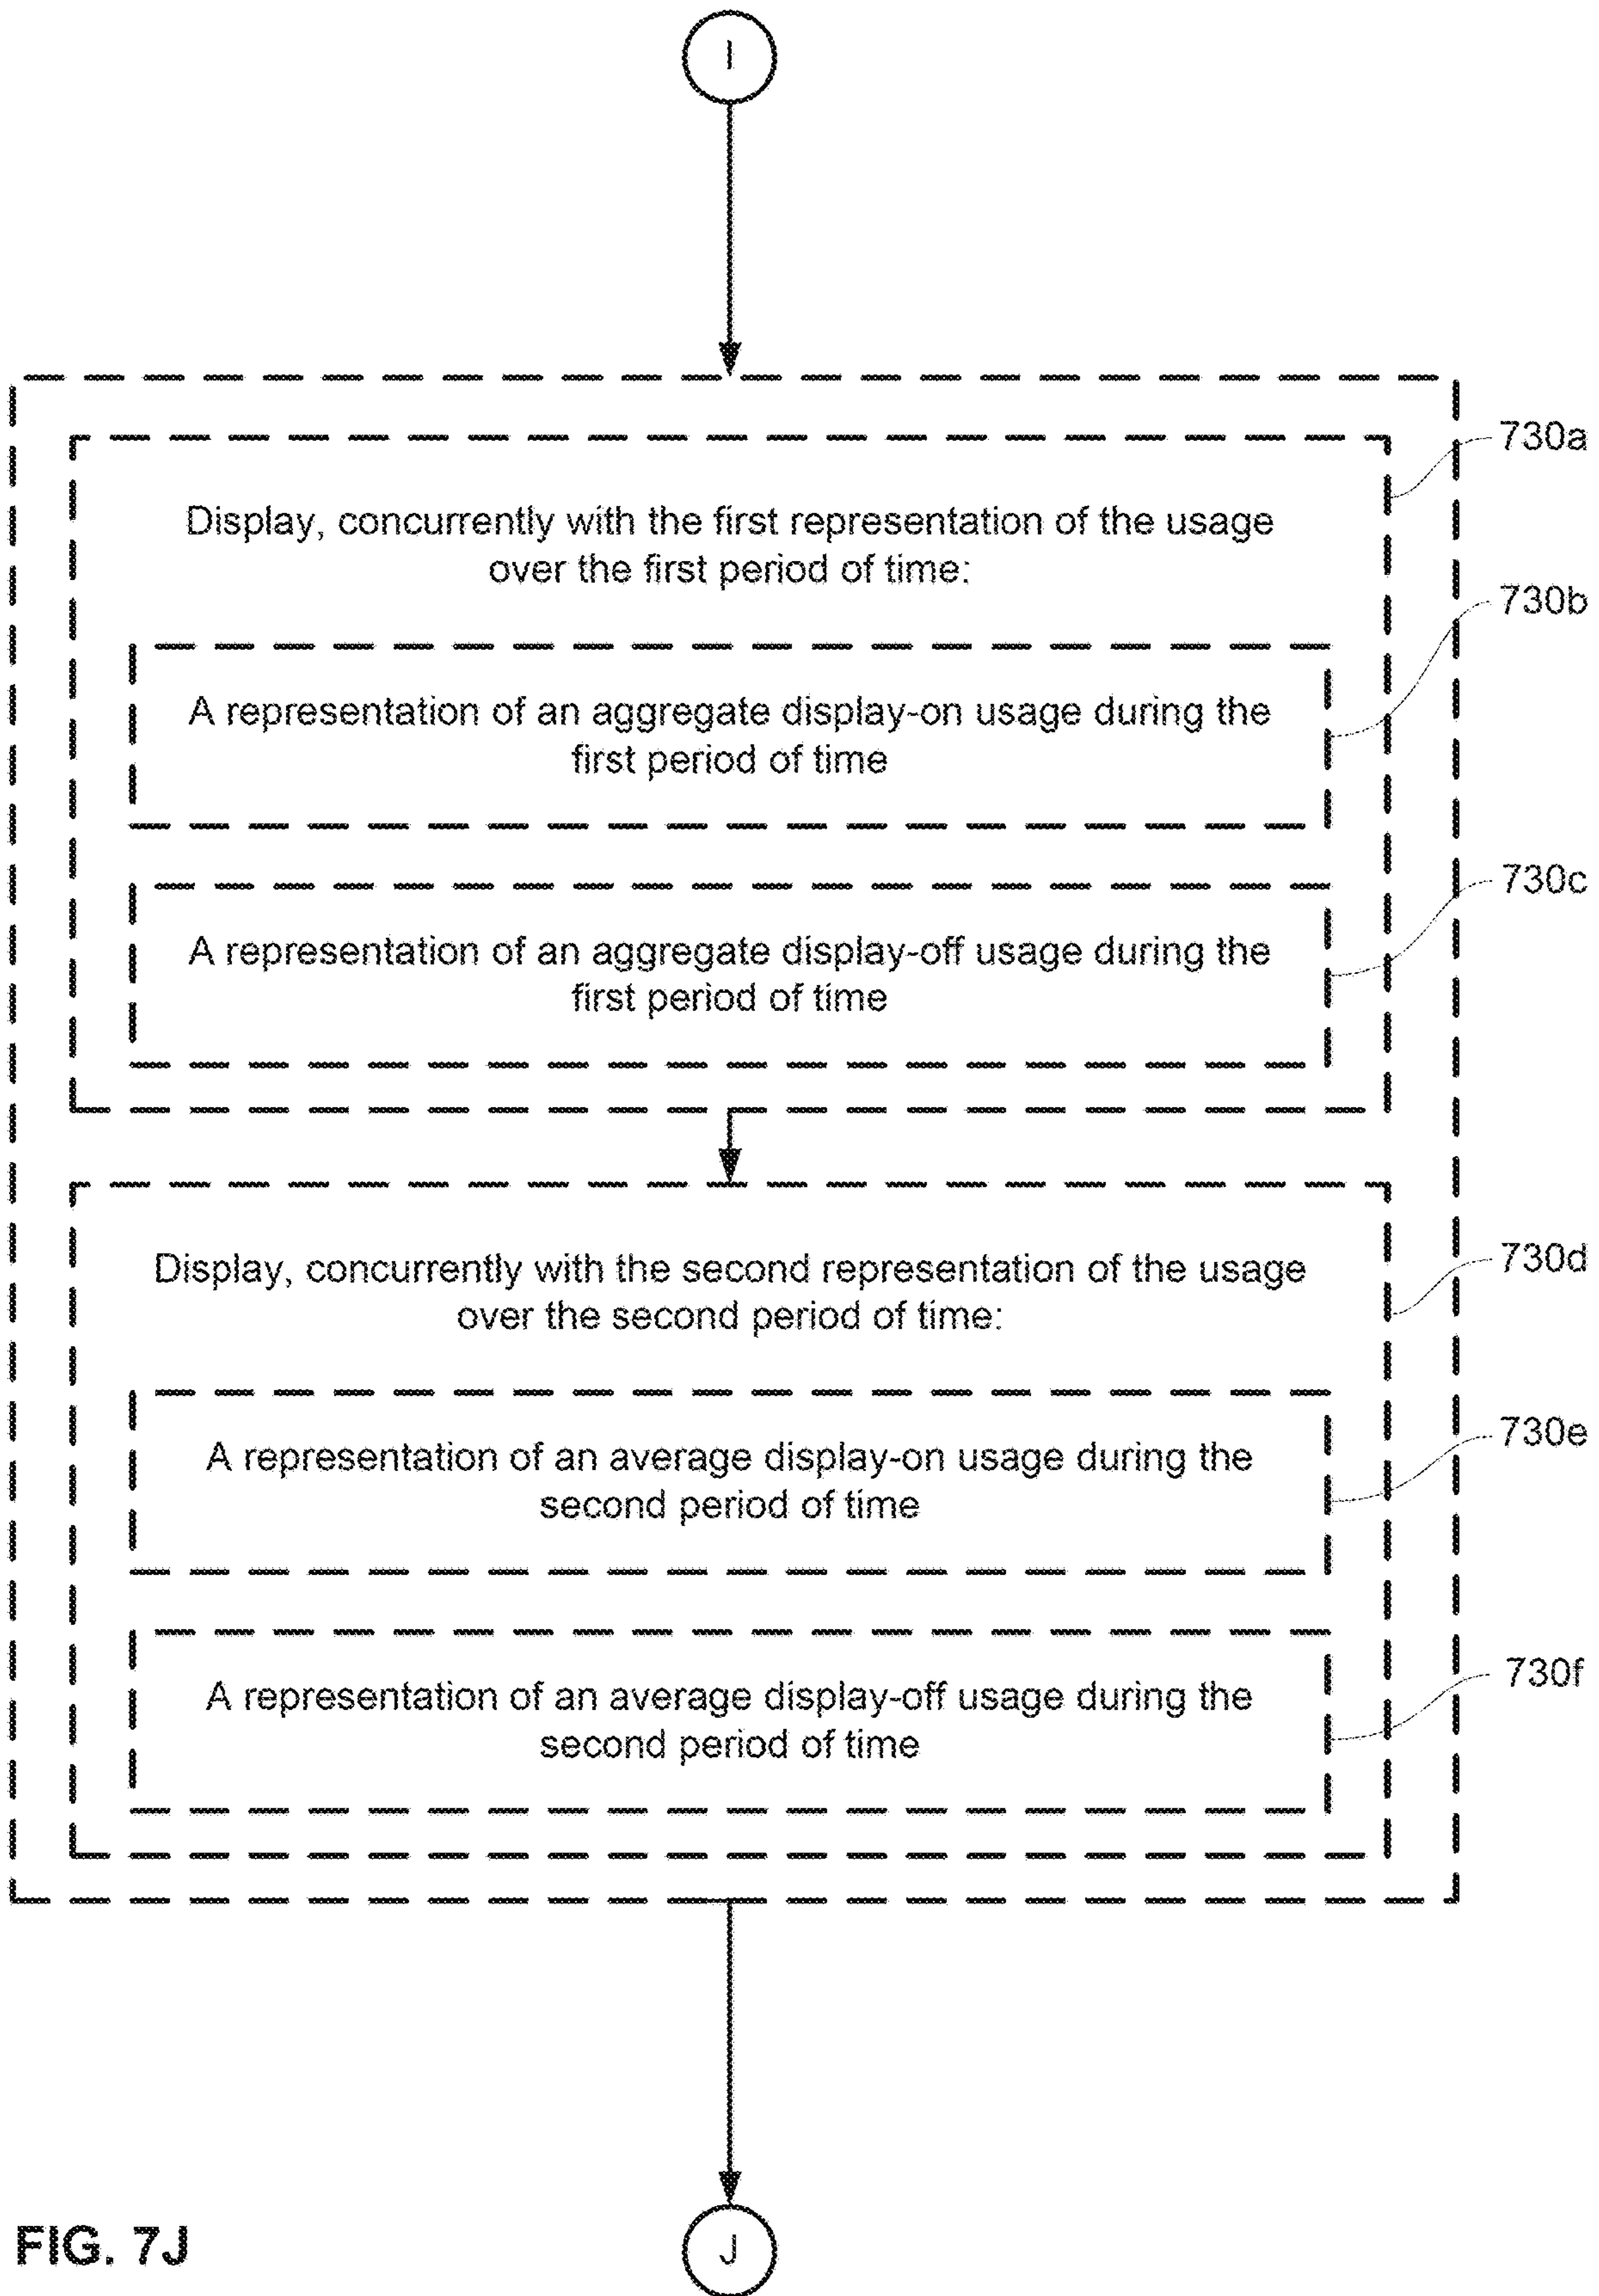 I
730a
Display, concurrently with the first representation of the usage
over the first period of time:
730b
A representation of an aggregate display-on usage during the
first period of time
730c
A representation of an aggregate display-off usage during the
first period of time
730d
Display, concurrently with the second representation of the usage
over the second period of time:
730e
A representation of an average display-on usage during the
second period of time
730f
A representation of an average display-off usage during the
second period of time
FIG. 7J
J